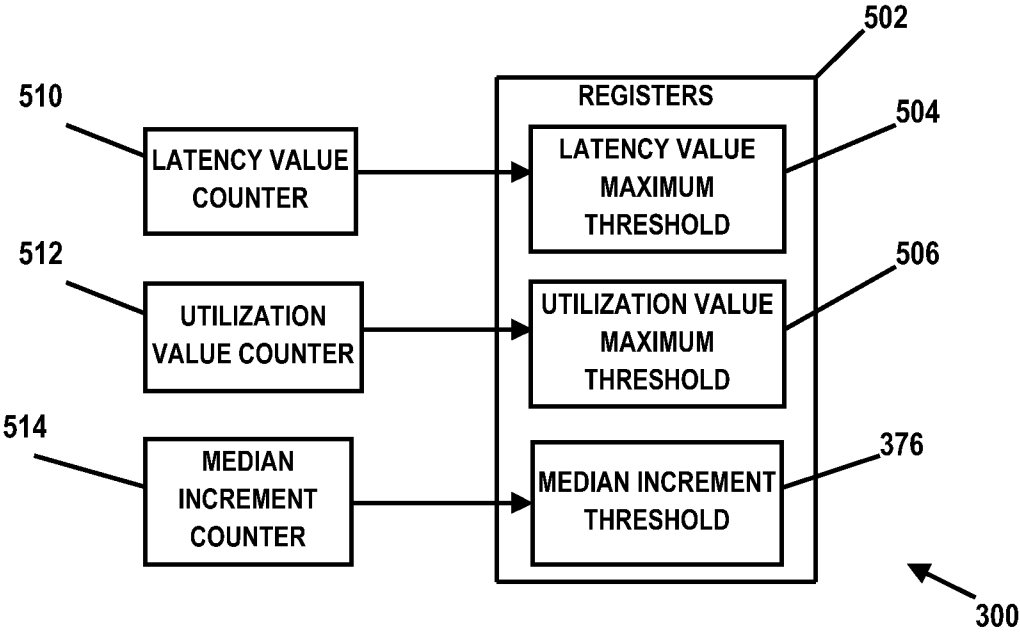 502
REGISTERS
510
504
LATENCY VALUE
COUNTER
LATENCY VALUE
MAXIMUM
THRESHOLD
512
506
UTILIZATION
VALUE COUNTER
UTILIZATION VALUE
MAXIMUM
THRESHOLD
514
376
MEDIAN
INCREMENT
COUNTER
MEDIAN INCREMENT
THRESHOLD
300